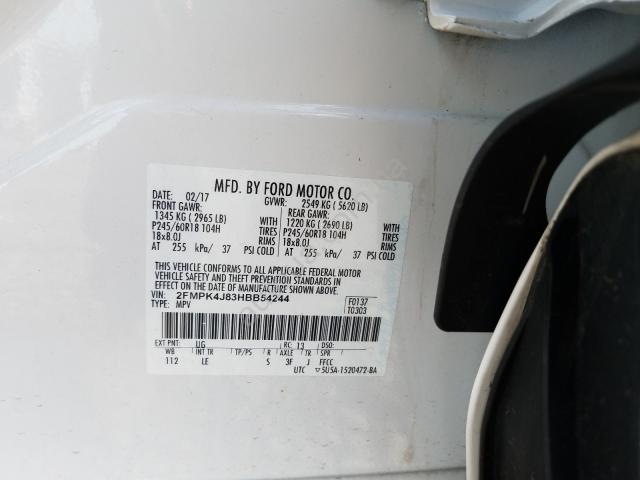 MFD. BY FORD MOTOR CO.
02/17 GVWR: 2549 KG ( 5620 LB)
FRONT GAWR: REAR GAWR:
1345 KG ( 2965 LB) WITH 1220 KG ( 2690 LB) WITH
P245/60R18 104H TIRES P245/60R18 104H TIRES
18x8.0J RIMS 18x8.0J RIMS
AT 255 kPa/ 37 PSI COLD AT 255 kPa/ 37 PSI COLD
THIS VEHICLE CONFORMS TO ALL APPLICABLE FEDERAL MOTOR
VEHICLE SAFETY AND THEFT PREVENTION STANDARDS IN
EFFECT ON THE DATE OF MANUFACTURE SHOWN ABOVE.
VIN: 2FMPK4J83HBB54244 F0137
TYPE: MPV T0303
EXT PNT: UG RC: 13 DSO:
WB INT TR TP/PS R AXLE TR SPR
112 LE S 3F J FFCC
UTC ▽5U5A-1520472-BA